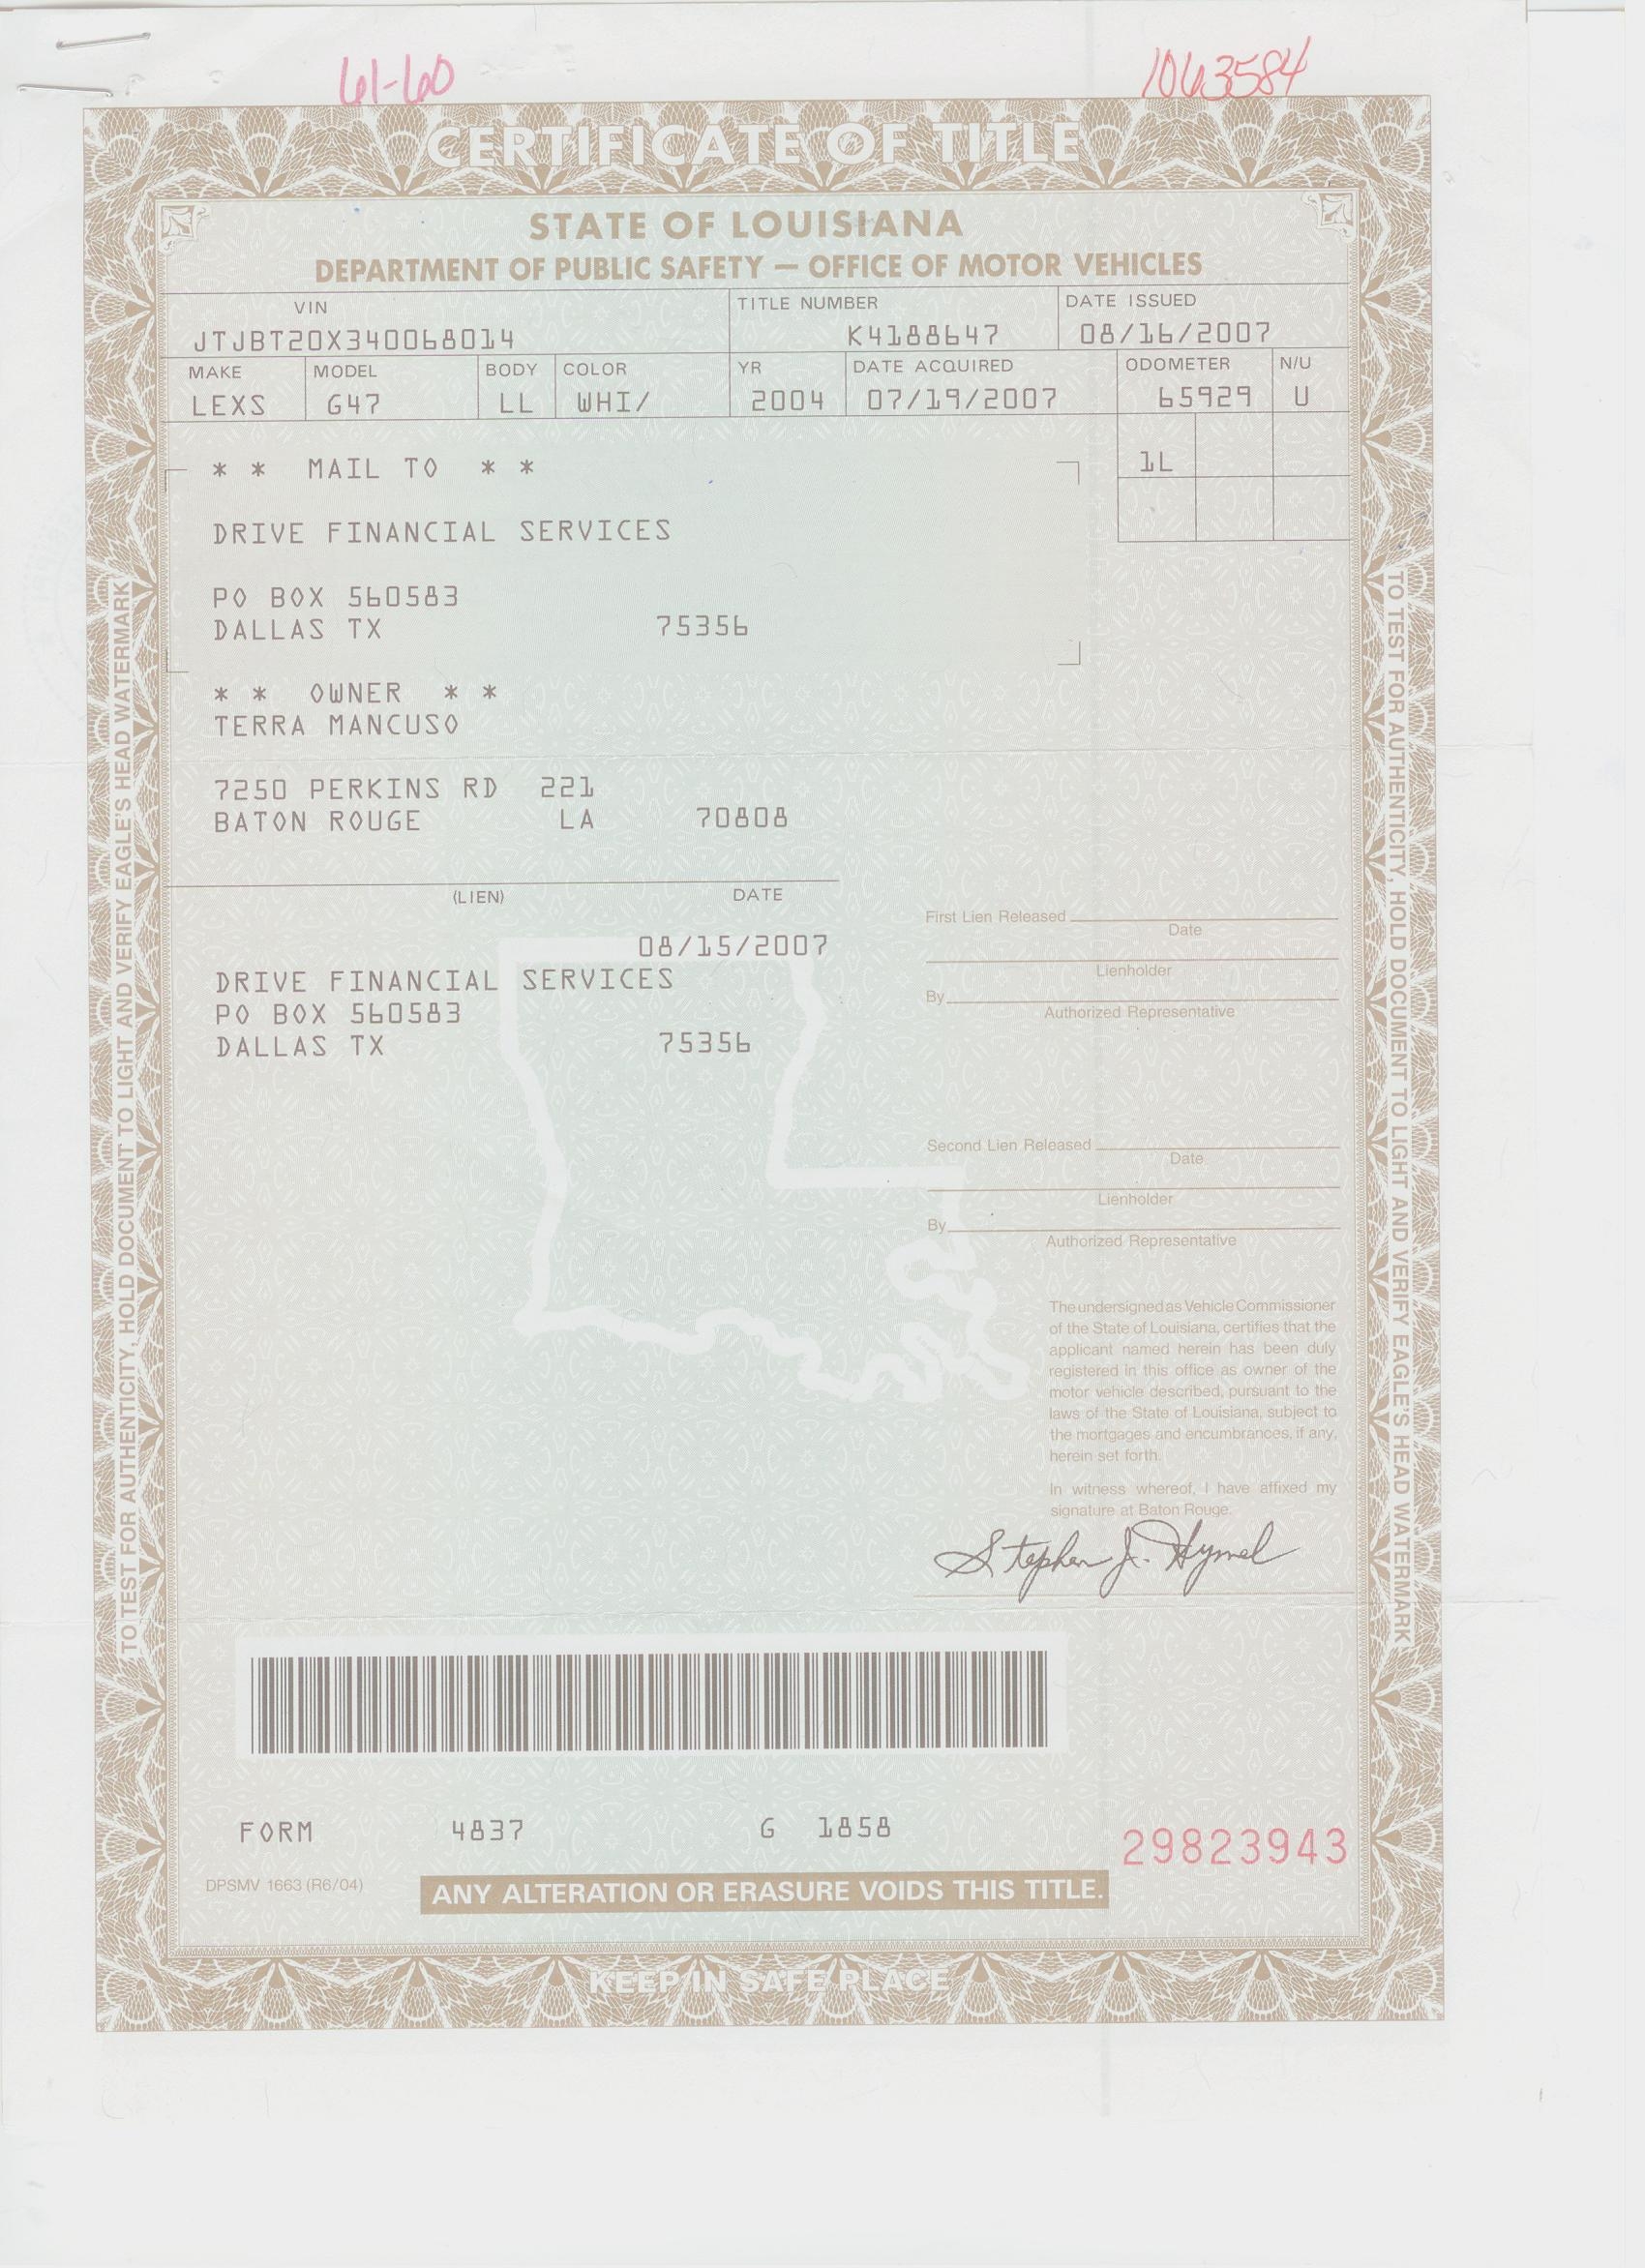 61-60
1063584
CERTIFICATE OF TITLE
STATE OF LOUISIANA
DEPARTMENT OF PUBLIC SAFETY — OFFICE OF MOTOR VEHICLES
VIN TITLE NUMBER DATE ISSUED
JTJBT20X340068014 K4188647 08/16/2007
MAKE MODEL BODY COLOR YR DATE ACQUIRED ODOMETER N/U
LEXS G47 LL WHI/ 2004 07/19/2007 65929 U
1L
* * MAIL TO * *
DRIVE FINANCIAL SERVICES
PO BOX 560583
DALLAS TX 75356
* * OWNER * *
TERRA MANCUSO
7250 PERKINS RD 221
BATON ROUGE LA 70808
(LIEN) DATE
08/15/2007
DRIVE FINANCIAL SERVICES
PO BOX 560583
DALLAS TX 75356
First Lien Released
Date
Lienholder
By
Authorized Representative
Second Lien Released
Date
Lienholder
By
Authorized Representative
The undersigned as Vehicle Commissioner
of the State of Louisiana, certifies that the
applicant named herein has been duly
registered in this office as owner of the
motor vehicle described, pursuant to the
laws of the State of Louisiana, subject to
the mortgages and encumbrances, if any,
herein set forth.
In witness whereof, I have affixed my
signature at Baton Rouge.
Stephen J. Hymel
FORM 4837 G 1858
29823943
DPSMV 1663 (R6/04)
ANY ALTERATION OR ERASURE VOIDS THIS TITLE.
KEEP IN SAFE PLACE
TO TEST FOR AUTHENTICITY, HOLD DOCUMENT TO LIGHT AND VERIFY EAGLE'S HEAD WATERMARK
TO TEST FOR AUTHENTICITY, HOLD DOCUMENT TO LIGHT AND VERIFY EAGLE'S HEAD WATERMARK